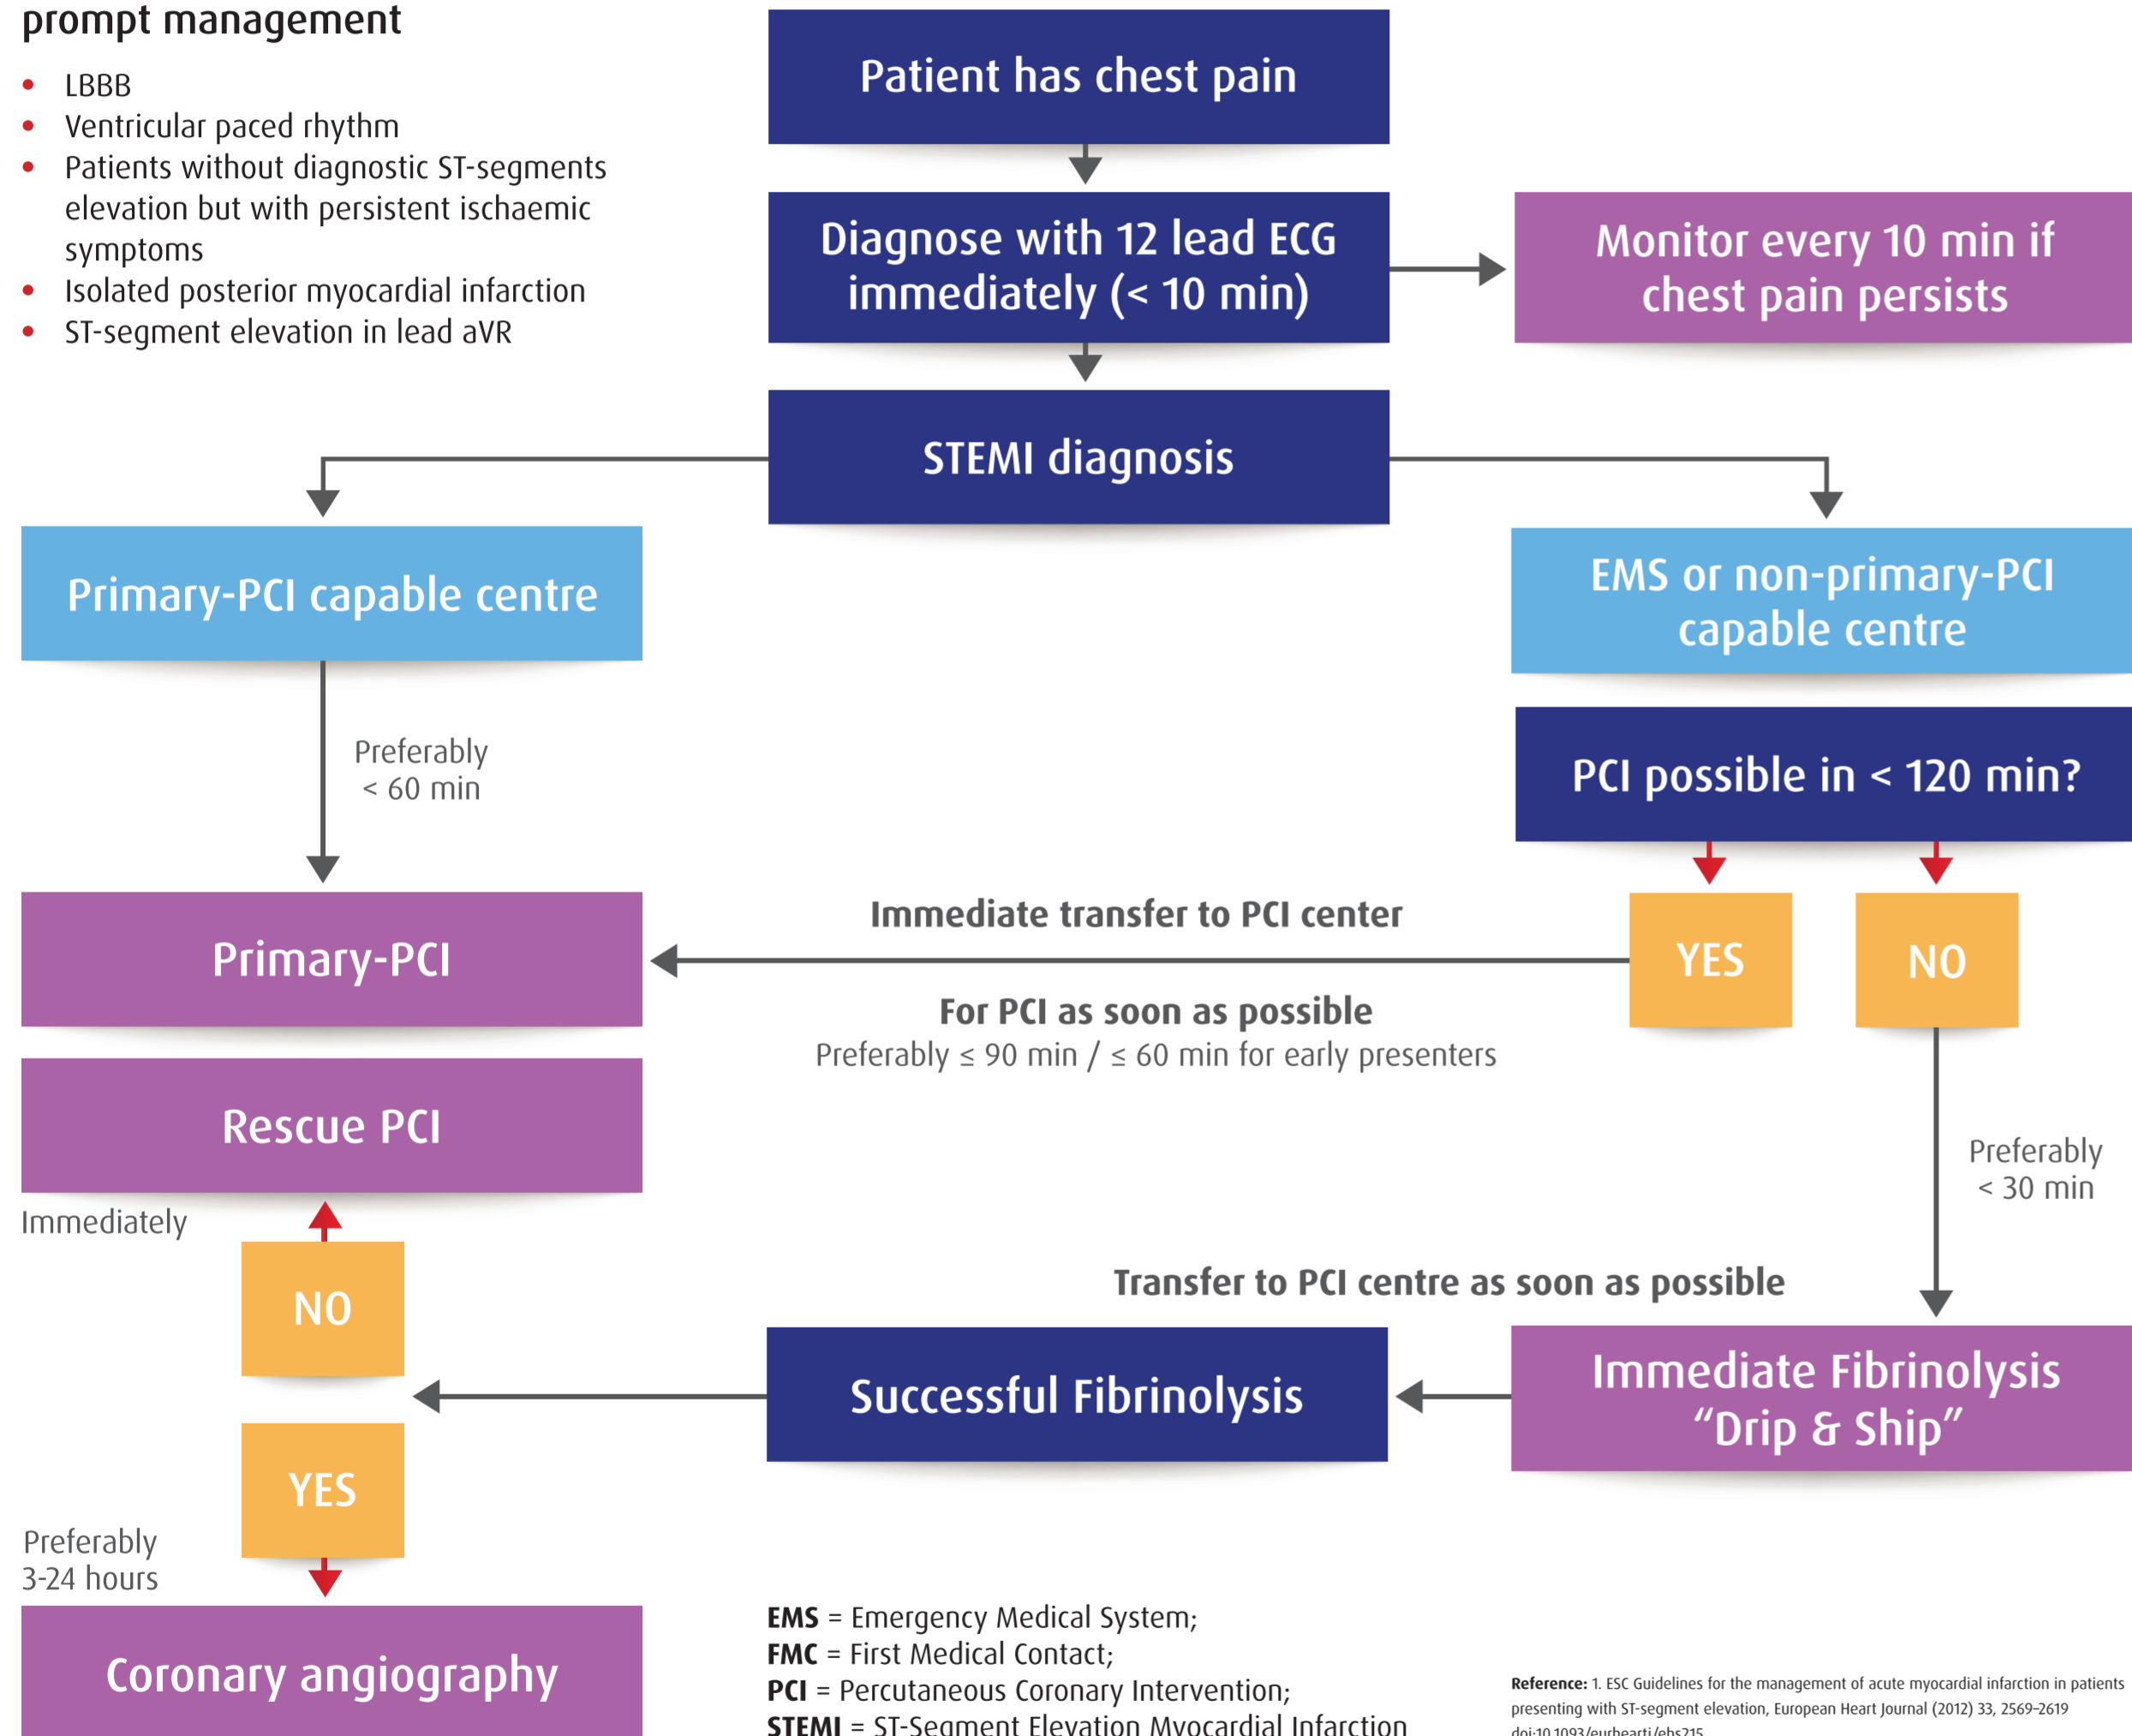 prompt management
• LBBB
• Ventricular paced rhythm
• Patients without diagnostic ST-segments
elevation but with persistent ischaemic
symptoms
• Isolated posterior myocardial infarction
• ST-segment elevation in lead aVR
Patient has chest pain
Diagnose with 12 lead ECG
immediately (< 10 min)
Monitor every 10 min if
chest pain persists
STEMI diagnosis
Primary-PCI capable centre
EMS or non-primary-PCI
capable centre
Preferably
< 60 min
PCI possible in < 120 min?
YES
NO
Immediate transfer to PCI center
For PCI as soon as possible
Preferably ≤ 90 min / ≤ 60 min for early presenters
Primary-PCI
Rescue PCI
Immediately
NO
Preferably
< 30 min
Transfer to PCI centre as soon as possible
Immediate Fibrinolysis
“Drip & Ship”
Successful Fibrinolysis
YES
Preferably
3-24 hours
Coronary angiography
EMS = Emergency Medical System;
FMC = First Medical Contact;
PCI = Percutaneous Coronary Intervention;
STEMI = ST-Segment Elevation Myocardial Infarction
Reference: 1. ESC Guidelines for the management of acute myocardial infarction in patients
presenting with ST-segment elevation, European Heart Journal (2012) 33, 2569–2619
doi:10.1093/eurheartj/ehs215